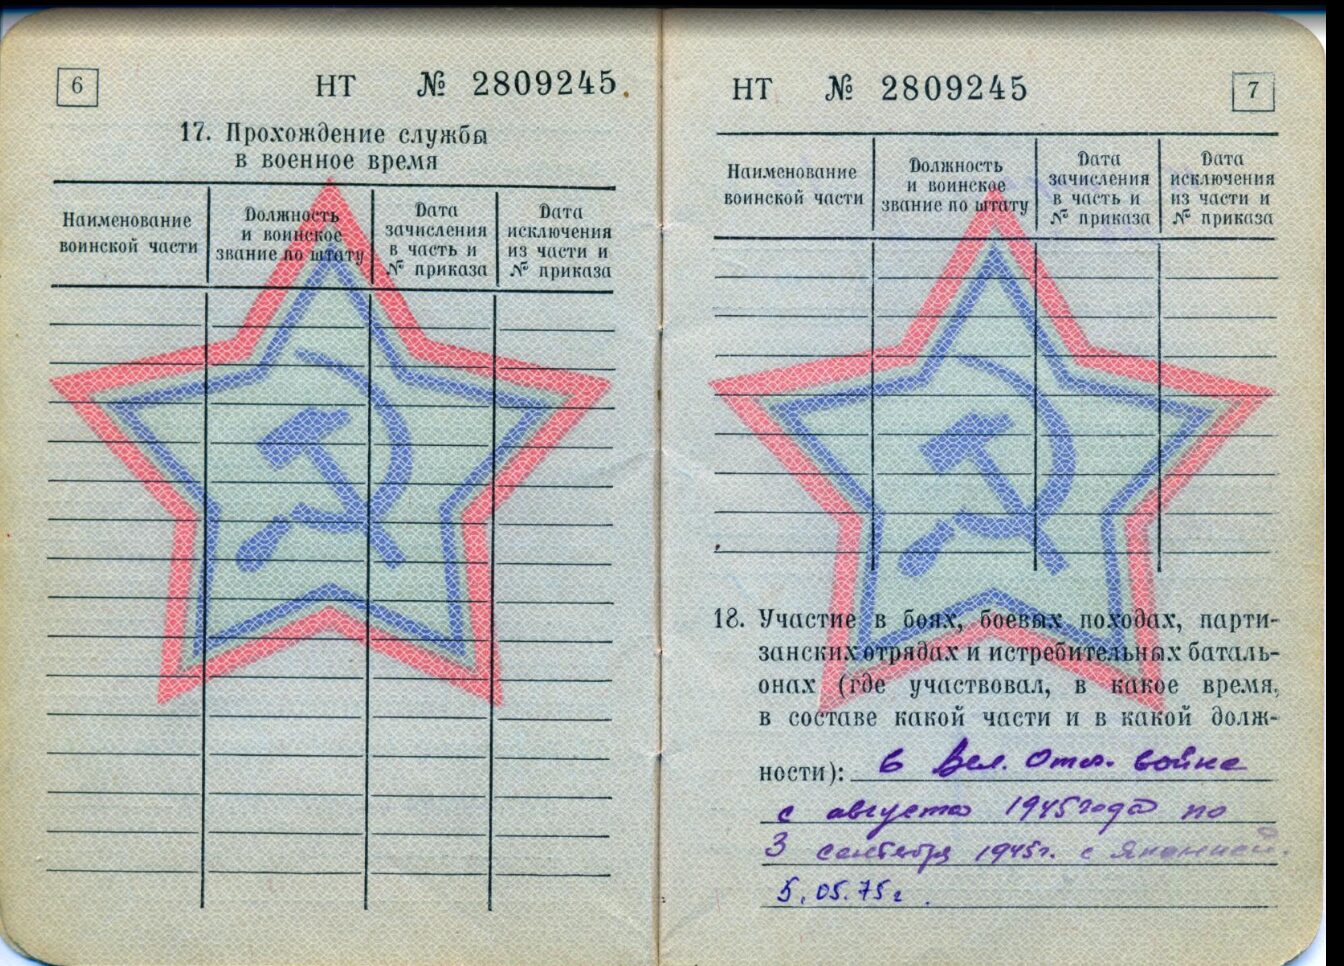 6
НТ № 2809245
17. Прохождение службы
в военное время
Наименование
воинской части
Должность
и воинское
звание по штату
Дата
зачисления
в часть и
№ приказа
Дата
исключения
из части и
№ приказа
НТ № 2809245
7
Наименование
воинской части
Должность
и воинское
звание по штату
Дата
зачисления
в часть и
№ приказа
Дата
исключения
из части и
№ приказа
18. Участие в боях, боевых походах, парти-
занских отрядах и истребительных баталь-
онах (где участвовал, в какое время,
в составе какой части и в какой долж-
ности): в Вел. Отеч. войне
с августа 1945 года по
3 сентября 1945г. с Японией.
5.05.75г.